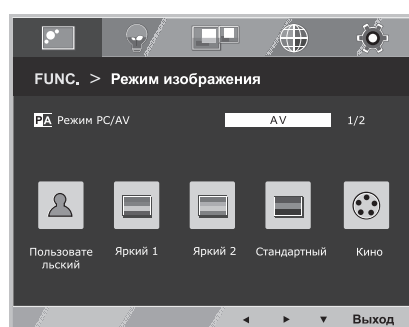 FUNC. > Режим изображения
PA Режим PC/AV AV 1/2
Пользовате
льский
Яркий 1 Яркий 2 Стандартный Кино
Выход